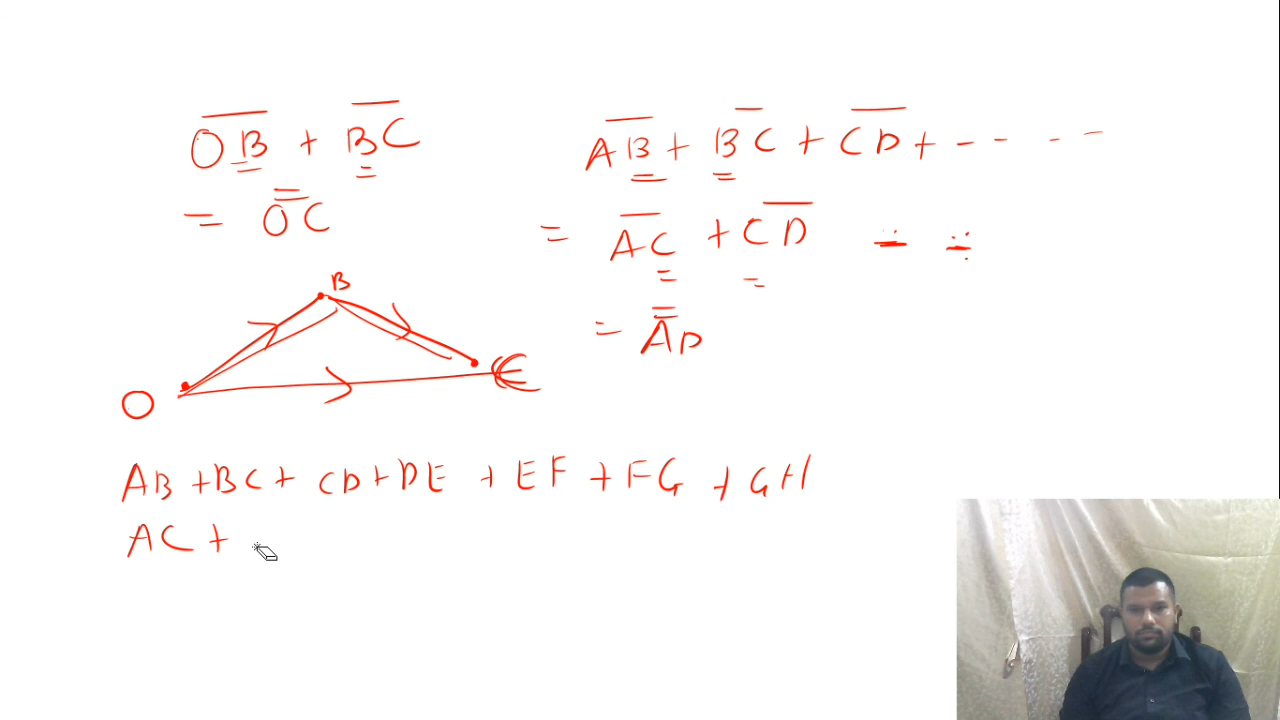 OB + BC
= OC
AB + BC + CD + - - - -
= AC + CD
= AD
B
O
C
AB + BC + CD + DE + EF + FG + GH
AC +